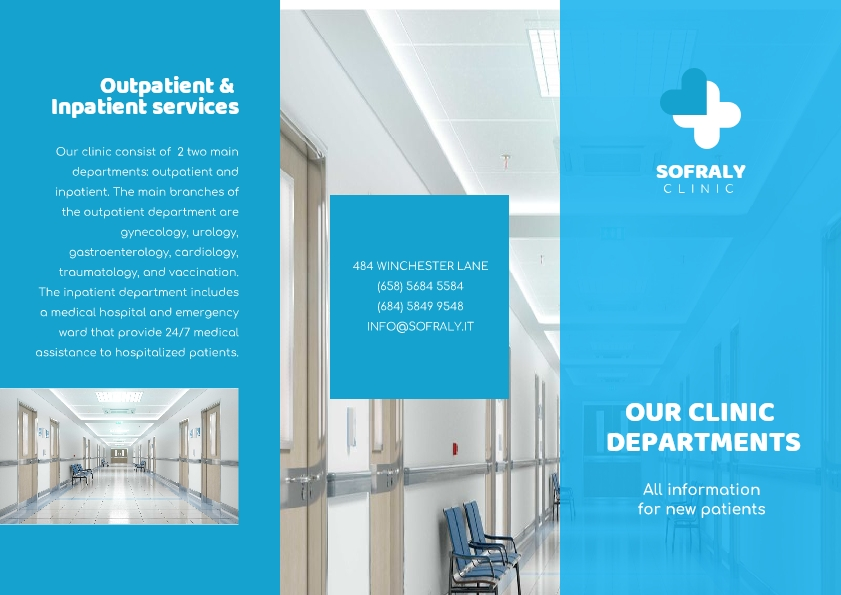 Outpatient &
Inpatient services
Our clinic consist of 2 two main
departments: outpatient and
inpatient. The main branches of
the outpatient department are
gynecology, urology,
gastroenterology, cardiology,
traumatology, and vaccination.
The inpatient department includes
a medical hospital and emergency
ward that provide 24/7 medical
assistance to hospitalized patients.
484 WINCHESTER LANE
(658) 5684 5584
(684) 5849 9548
INFO@SOFRALY.IT
SOFRALY
CLINIC
OUR CLINIC
DEPARTMENTS
All information
for new patients